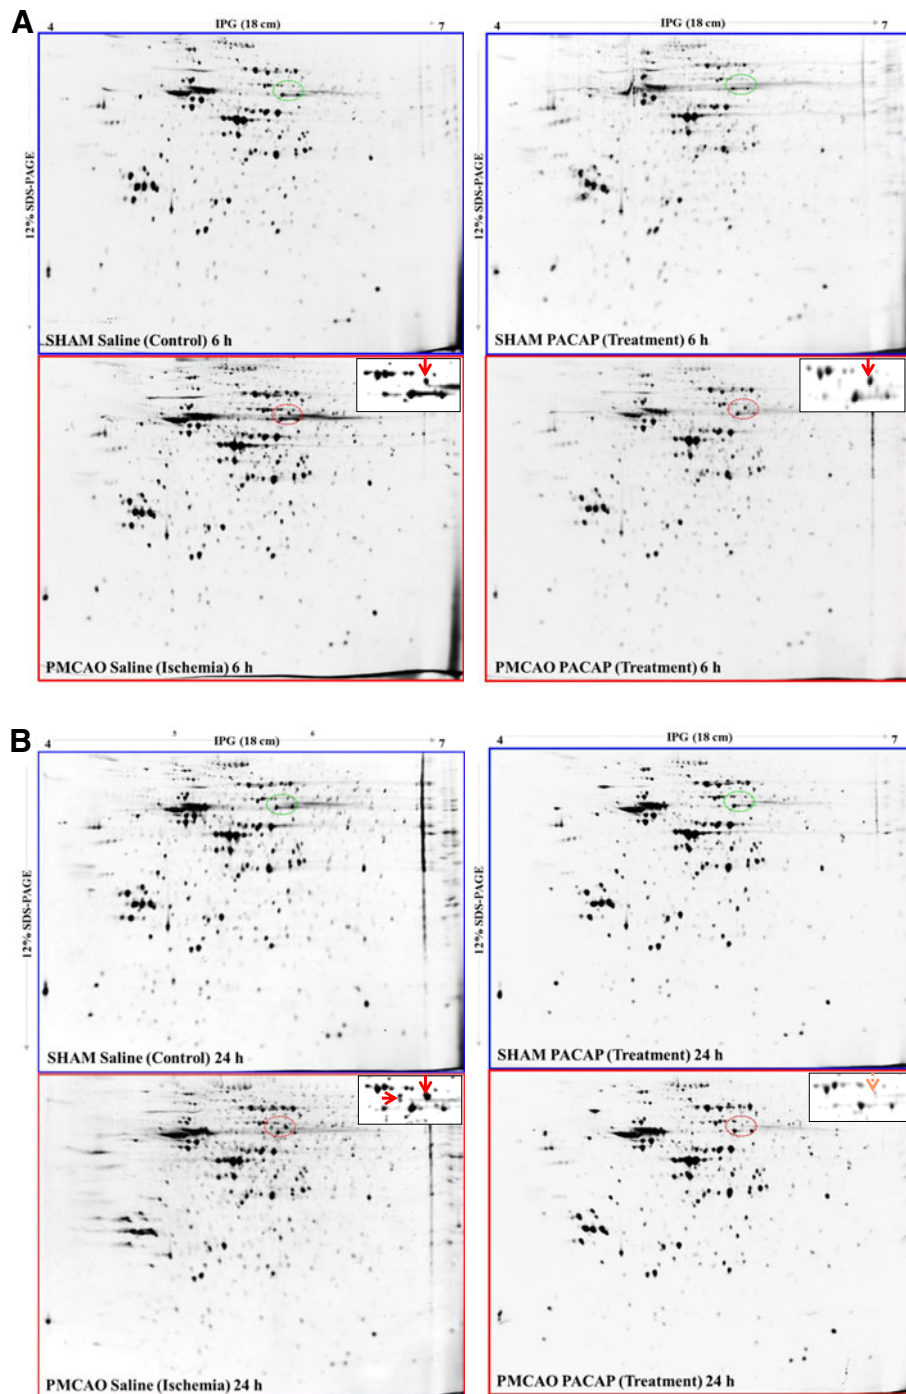 A
4 IPG (18 cm) 7
4 IPG (18 cm) 7
12% SDS-PAGE
12% SDS-PAGE
SHAM Saline (Control) 6 h
SHAM PACAP (Treatment) 6 h
PMCAO Saline (Ischemia) 6 h
PMCAO PACAP (Treatment) 6 h
B
4 5 IPG (18 cm) 6 7
4 IPG (18 cm) 7
12% SDS-PAGE
12% SDS-PAGE
SHAM Saline (Control) 24 h
SHAM PACAP (Treatment) 24 h
PMCAO Saline (Ischemia) 24 h
PMCAO PACAP (Treatment) 24 h